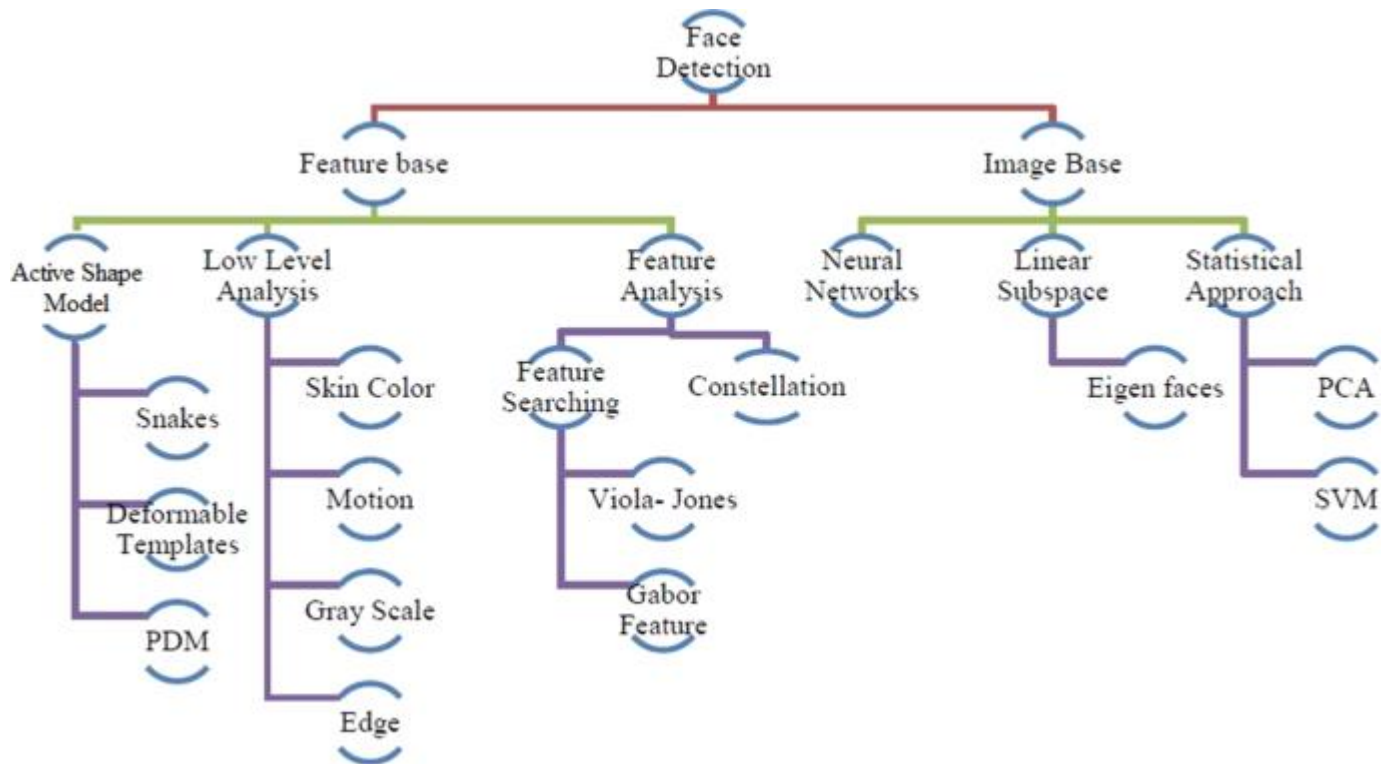 Face
Detection
Feature base
Image Base
Active Shape
Model
Low Level
Analysis
Feature
Analysis
Neural
Networks
Linear
Subspace
Statistical
Approach
Snakes
Deformable
Templates
PDM
Skin Color
Motion
Gray Scale
Edge
Feature
Searching
Constellation
Viola- Jones
Gabor
Feature
Eigen faces
PCA
SVM